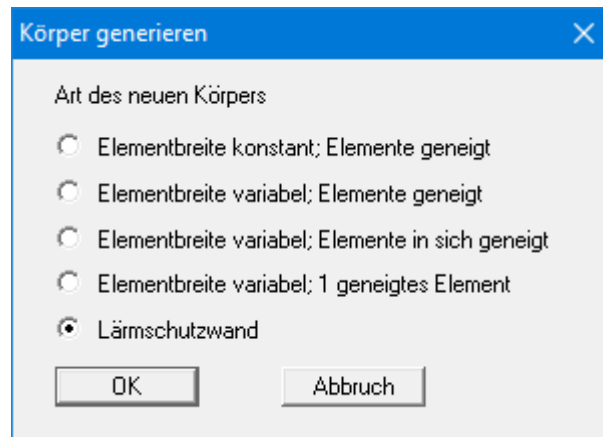 Körper generieren
Art des neuen Körpers
Elementbreite konstant; Elemente geneigt
Elementbreite variabel; Elemente geneigt
Elementbreite variabel; Elemente in sich geneigt
Elementbreite variabel; 1 geneigtes Element
Lärmschutzwand
OK Abbruch